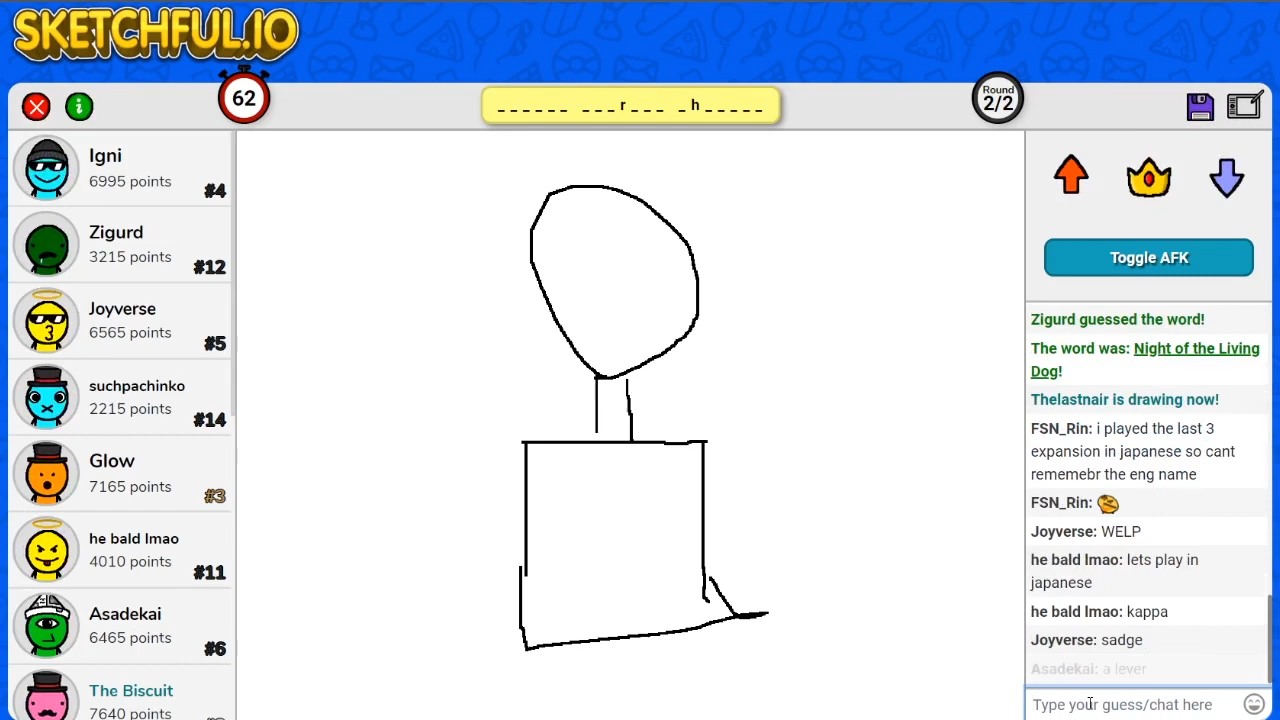 SKETCHFUL.IO
62
_ _ _ _ _ _  _ _ _ r _ _ _  _ h _ _ _ _ _
Round
2/2
Igni
6995 points
#4
Zigurd
3215 points
#12
Joyverse
6565 points
#5
suchpachinko
2215 points
#14
Glow
7165 points
#3
he bald lmao
4010 points
#11
Asadekai
6465 points
#6
The Biscuit
7640 points
Toggle AFK
Zigurd guessed the word!
The word was: Night of the Living
Dog!
Thelastnair is drawing now!
FSN_Rin: i played the last 3
expansion in japanese so cant
rememebr the eng name
FSN_Rin:
Joyverse: WELP
he bald lmao: lets play in
japanese
he bald lmao: kappa
Joyverse: sadge
Asadekai: a lever
Type your guess/chat here